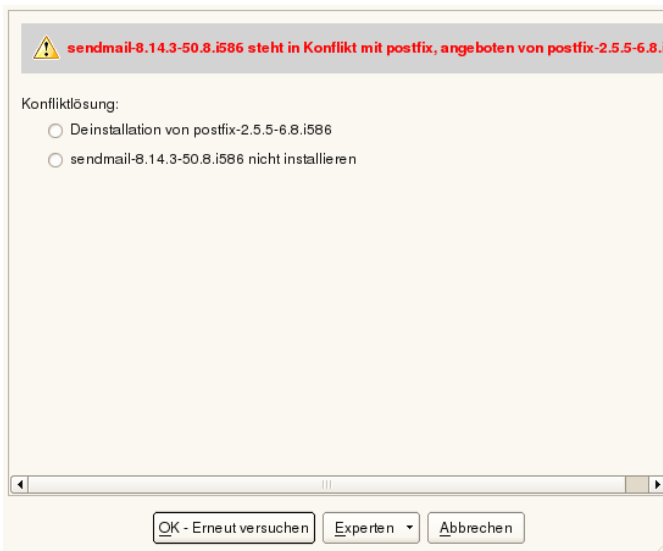 sendmail-8.14.3-50.8.i586 steht in Konflikt mit postfix, angeboten von postfix-2.5.5-6.8.
Konfliktlösung:
Deinstallation von postfix-2.5.5-6.8.i586
sendmail-8.14.3-50.8.i586 nicht installieren
OK - Erneut versuchen Experten Abbrechen